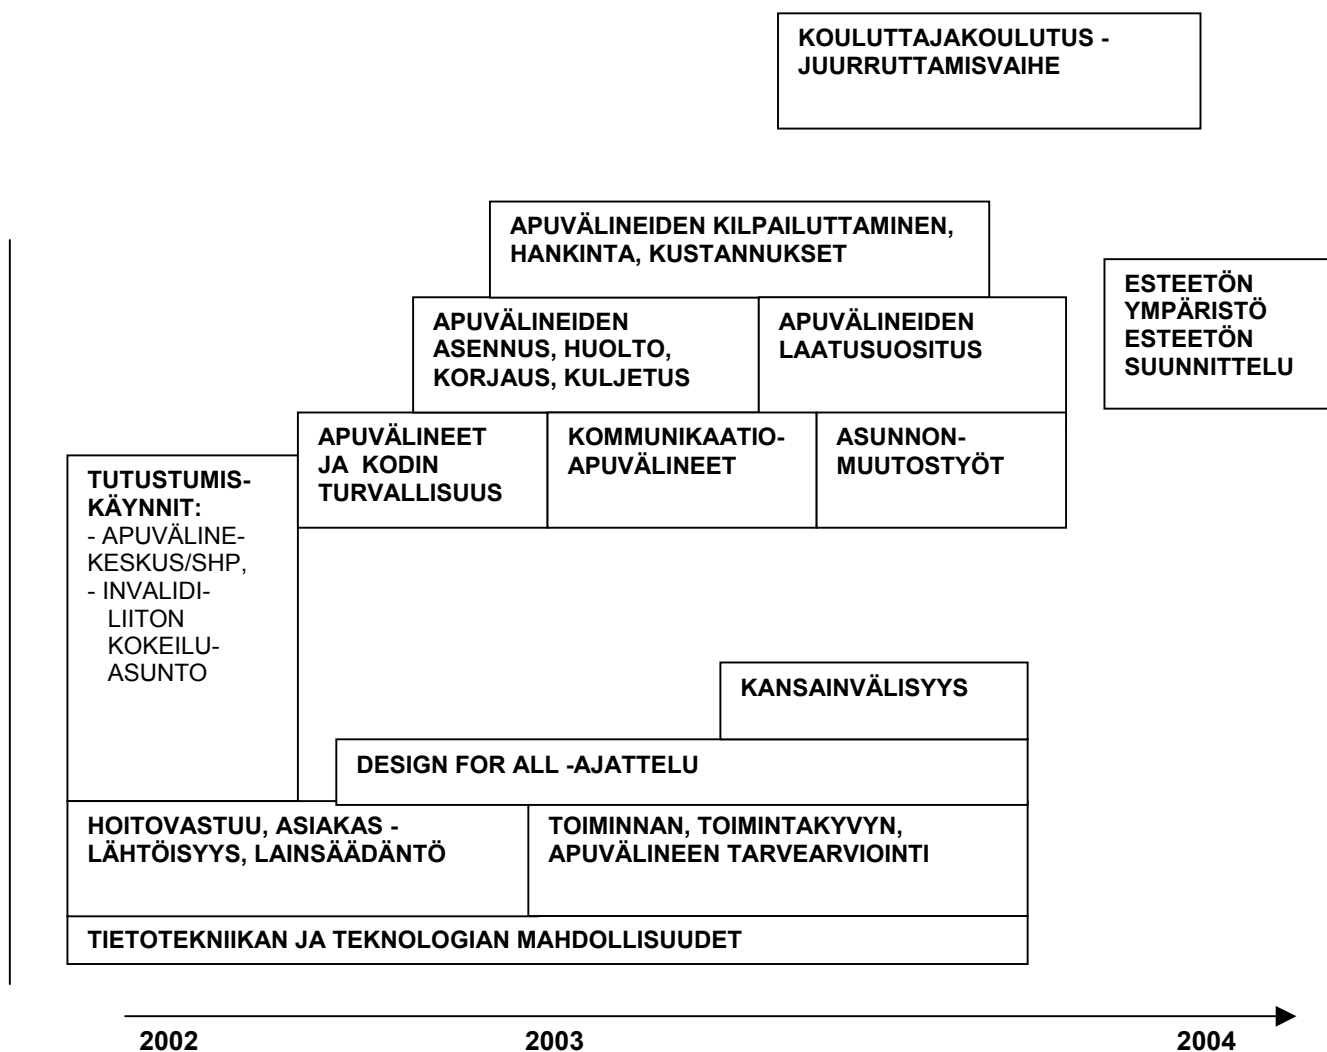 KOULUTTAJAKOULUTUS -
JUURRUTTAMISVAIHE
APUVÄLINEIDEN KILPAILUTTAMINEN,
HANKINTA, KUSTANNUKSET
ESTEETÖN
YMPÄRISTÖ
ESTEETÖN
SUUNNITTELU
APUVÄLINEIDEN
ASENNUS, HUOLTO,
KORJAUS, KULJETUS
APUVÄLINEIDEN
LAATUSUOSITUS
APUVÄLINEET
JA KODIN
TURVALLISUUS
KOMMUNIKAATIO-
APUVÄLINEET
ASUNNON-
MUUTOSTYÖT
TUTUSTUMIS-
KÄYNNIT:
- APUVÄLINE-
KESKUS/SHP,
- INVALIDI-
LIITON
KOKEILU-
ASUNTO
KANSAINVÄLISYYS
DESIGN FOR ALL -AJATTELU
HOITOVASTUU, ASIAKAS -
LÄHTÖISYYS, LAINSÄÄDÄNTÖ
TOIMINNAN, TOIMINTAKYVYN,
APUVÄLINEEN TARVEARVIOINTI
TIETOTEKNIIKAN JA TEKNOLOGIAN MAHDOLLISUUDET
2002 2003 2004